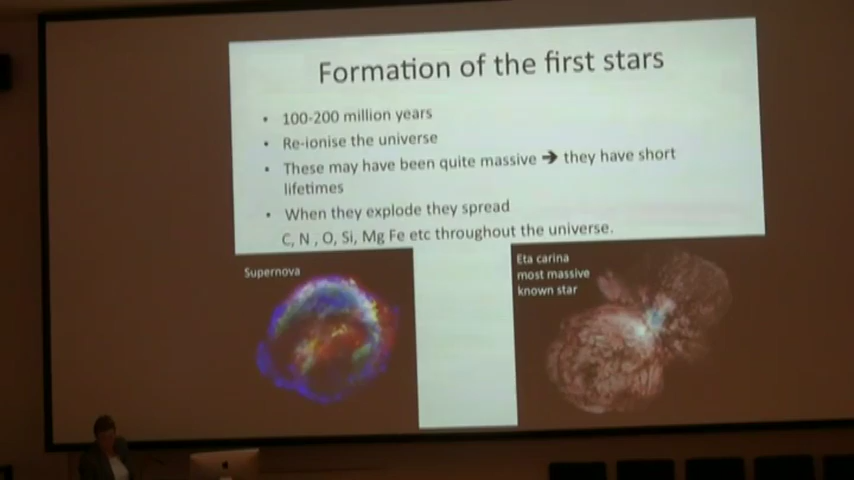 Formation of the first stars
• 100-200 million years
• Re-ionise the universe
• These may have been quite massive ➔ they have short
lifetimes
• When they explode they spread
C, N , O, Si, Mg Fe etc throughout the universe.
Supernova
Eta carina
most massive
known star